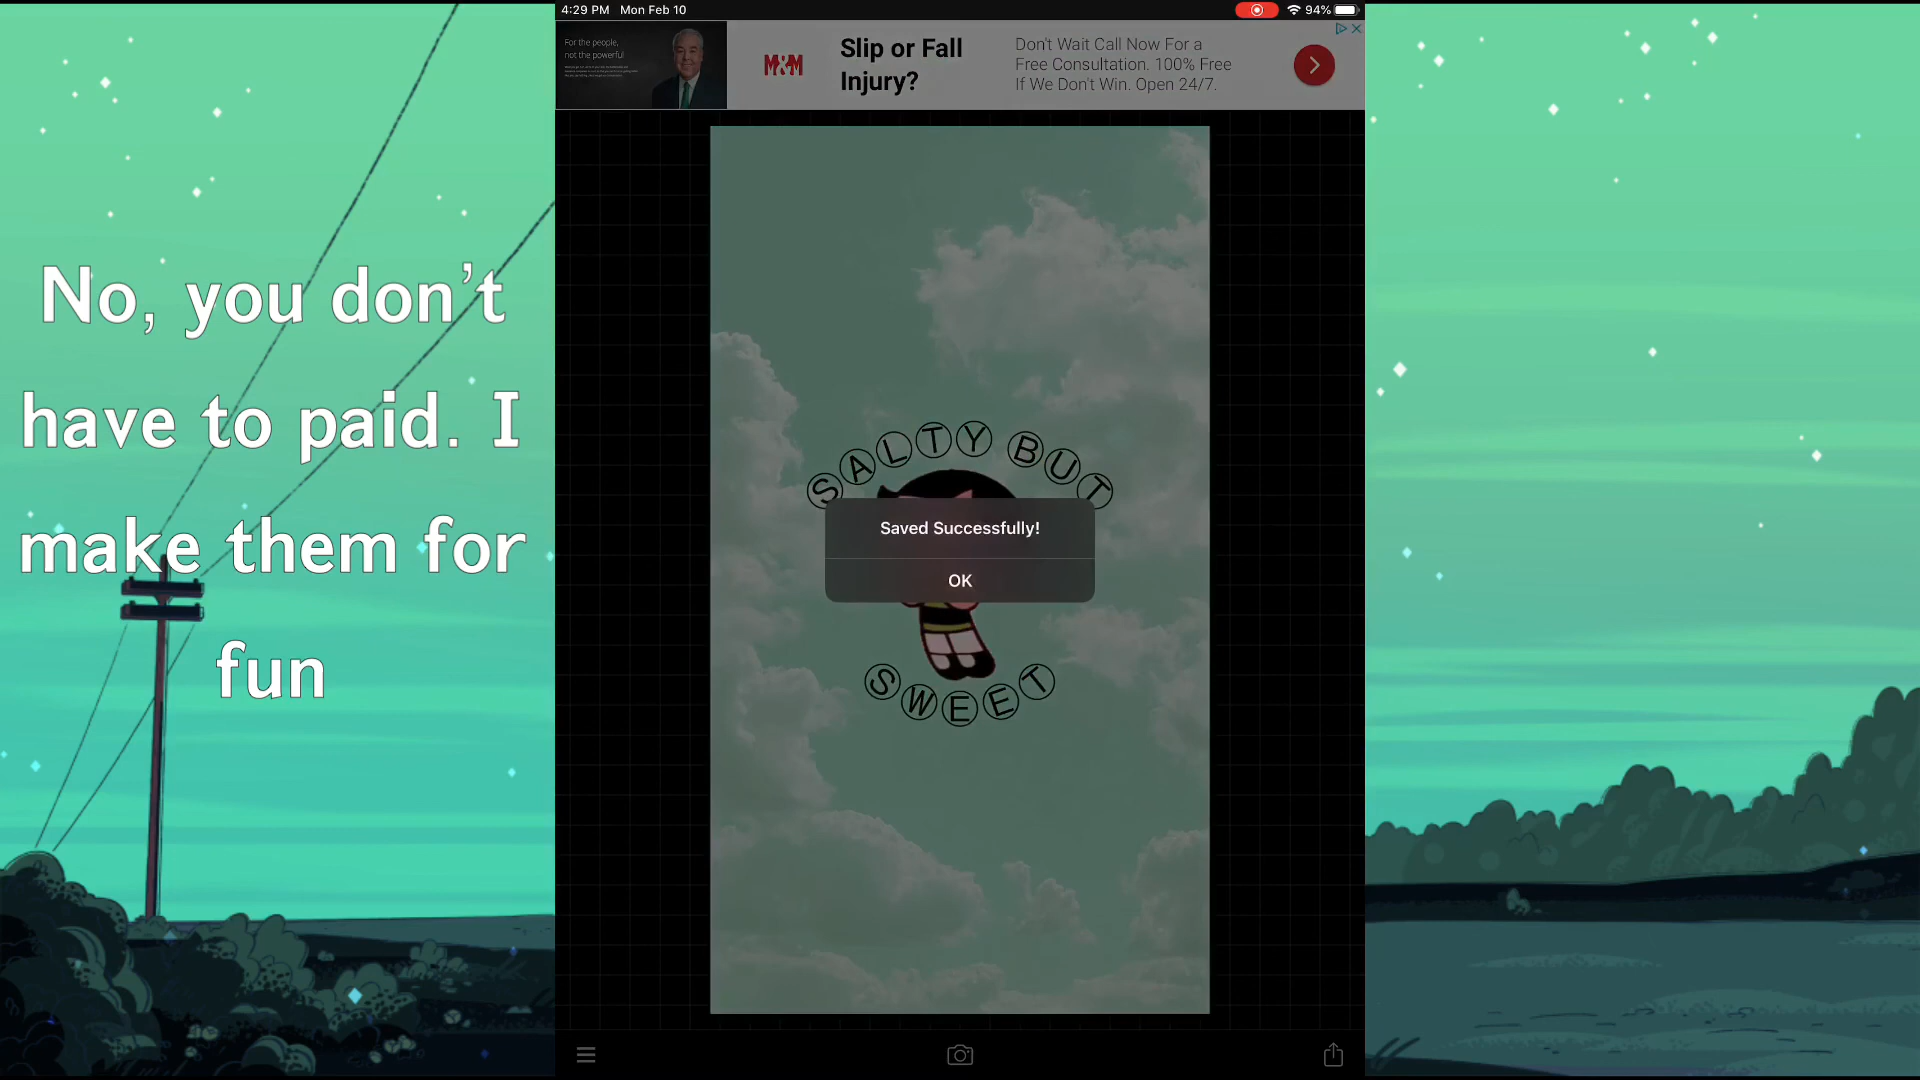 No, you don't
have to paid. I
make them for
fun
4:29 PM Mon Feb 10
94%
For the people,
not the powerful
M&M
Slip or Fall
Injury?
Don't Wait Call Now For a
Free Consultation. 100% Free
If We Don't Win. Open 24/7.
SALTY BUT
Saved Successfully!
OK
SWEET